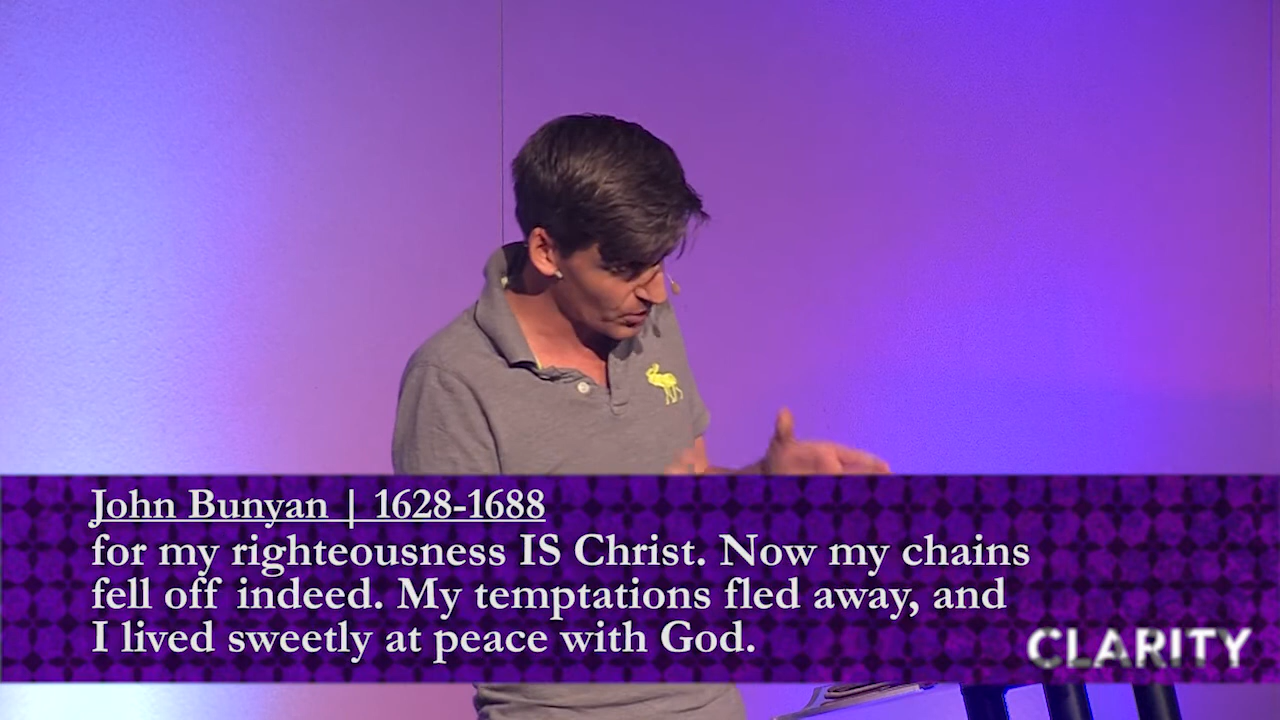 John Bunyan | 1628-1688
for my righteousness IS Christ. Now my chains
fell off indeed. My temptations fled away, and
I lived sweetly at peace with God.
CLARITY